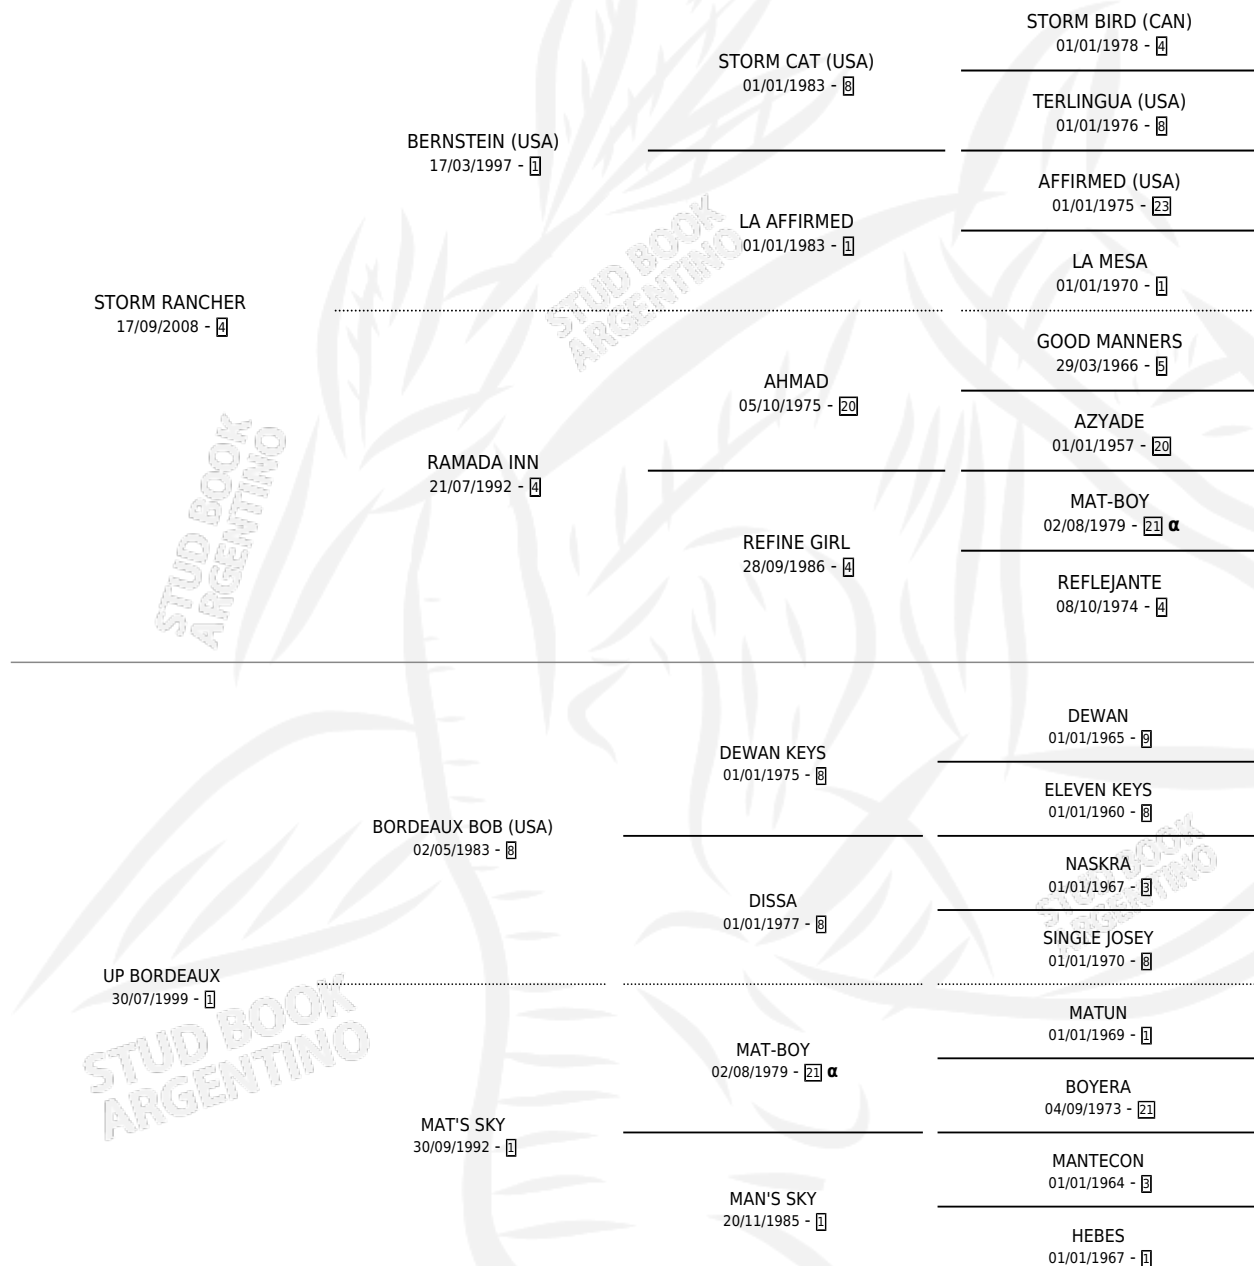 STORM BIRD (CAN)
01/01/1978 - 4
STORM CAT (USA)
01/01/1983 - 8
TERLINGUA (USA)
01/01/1976 - 8
BERNSTEIN (USA)
17/03/1997 - 1
AFFIRMED (USA)
01/01/1975 - 23
LA AFFIRMED
01/01/1983 - 1
LA MESA
01/01/1970 - 1
STORM RANCHER
17/09/2008 - 4
GOOD MANNERS
29/03/1966 - 5
AHMAD
05/10/1975 - 20
AZYADE
01/01/1957 - 20
RAMADA INN
21/07/1992 - 4
MAT-BOY
02/08/1979 - 21 α
REFINE GIRL
28/09/1986 - 4
REFLEJANTE
08/10/1974 - 4
DEWAN
01/01/1965 - 9
DEWAN KEYS
01/01/1975 - 8
ELEVEN KEYS
01/01/1960 - 8
BORDEAUX BOB (USA)
02/05/1983 - 8
NASKRA
01/01/1967 - 3
DISSA
01/01/1977 - 8
SINGLE JOSEY
01/01/1970 - 8
UP BORDEAUX
30/07/1999 - 1
MATUN
01/01/1969 - 1
MAT-BOY
02/08/1979 - 21 α
BOYERA
04/09/1973 - 21
MAT'S SKY
30/09/1992 - 1
MANTECON
01/01/1964 - 3
MAN'S SKY
20/11/1985 - 1
HEBES
01/01/1967 - 1
STUD BOOK
ARGENTINO
STUD BOOK
ARGENTINO
STUD BOOK
ARGENTINO
STUD BOOK
ARGENTINO